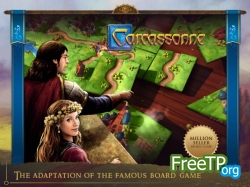 Carcassonne
MILLION
SELLER
THE ADAPTATION OF THE FAMOUS BOARD GAME
FreeTP.org